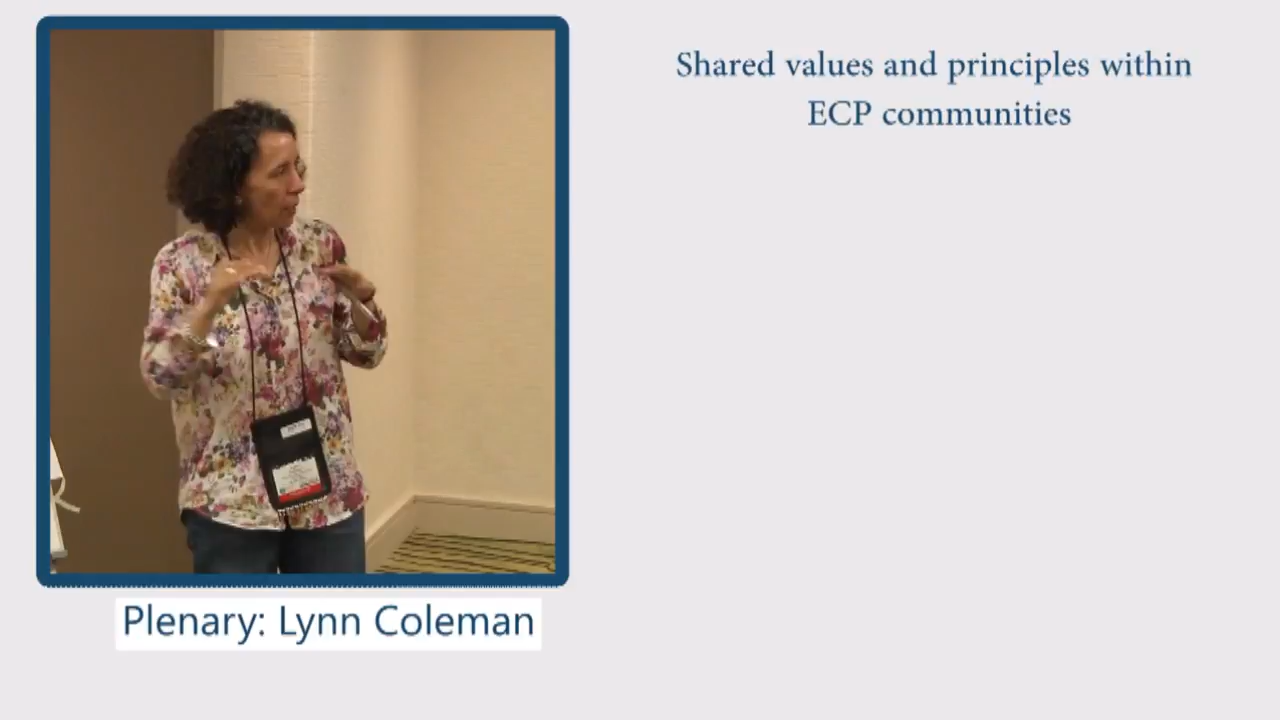 Shared values and principles within
ECP communities
Plenary: Lynn Coleman